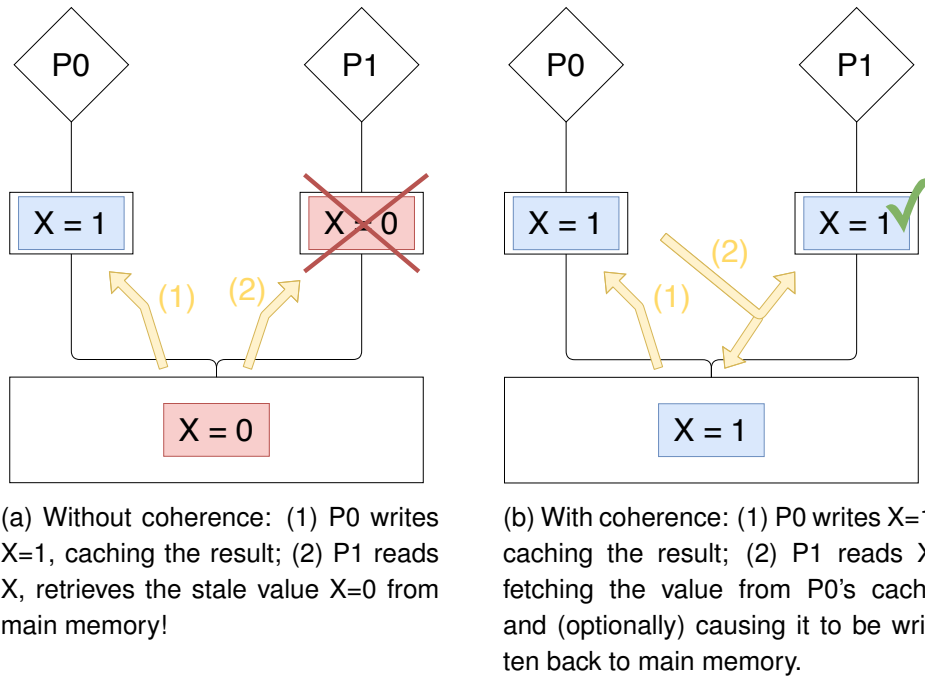 P0
P1
X = 1
X = 0
(1)
(2)
X = 0
(a) Without coherence: (1) P0 writes
X=1, caching the result; (2) P1 reads
X, retrieves the stale value X=0 from
main memory!
P0
P1
X = 1
X = 1
(2)
(1)
X = 1
(b) With coherence: (1) P0 writes X=1
caching the result; (2) P1 reads X
fetching the value from P0's cach
and (optionally) causing it to be wri
ten back to main memory.